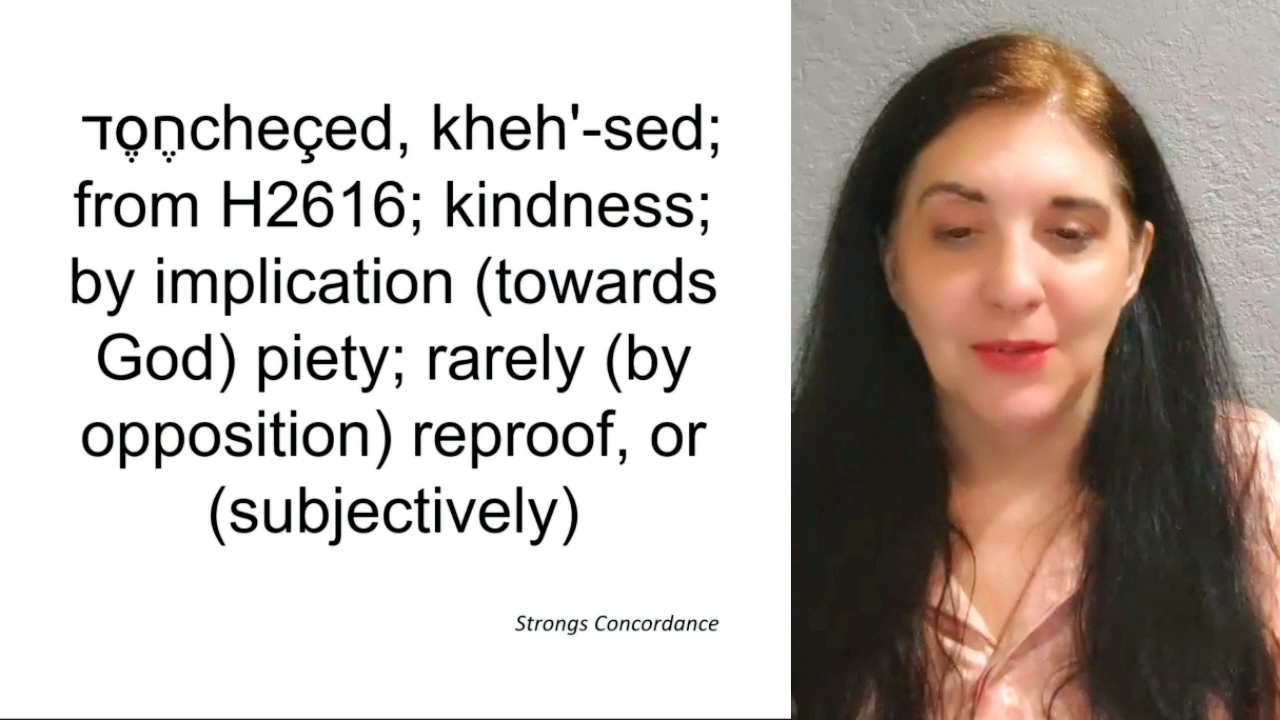 חֶסֶדcheçed, kheh'-sed;
from H2616; kindness;
by implication (towards
God) piety; rarely (by
opposition) reproof, or
(subjectively)
Strongs Concordance